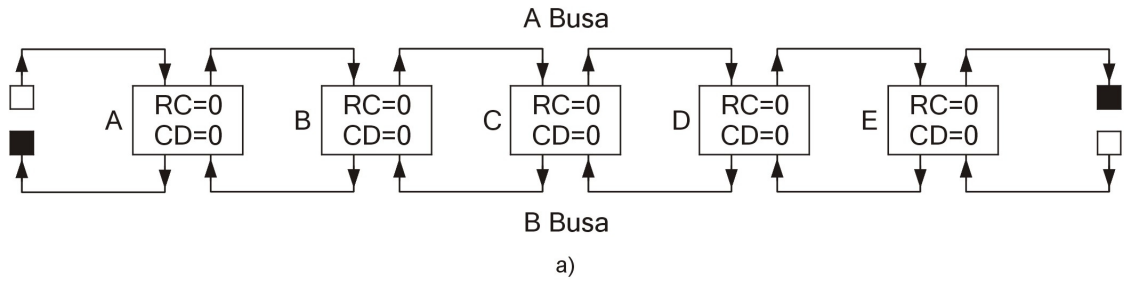 A Busa
A
RC=0
CD=0
B
RC=0
CD=0
C
RC=0
CD=0
D
RC=0
CD=0
E
RC=0
CD=0
B Busa
a)